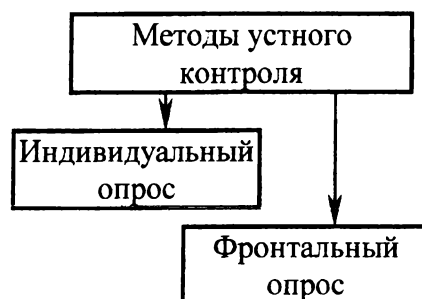 Методы устного
контроля
Индивидуальный
опрос
Фронтальный
опрос